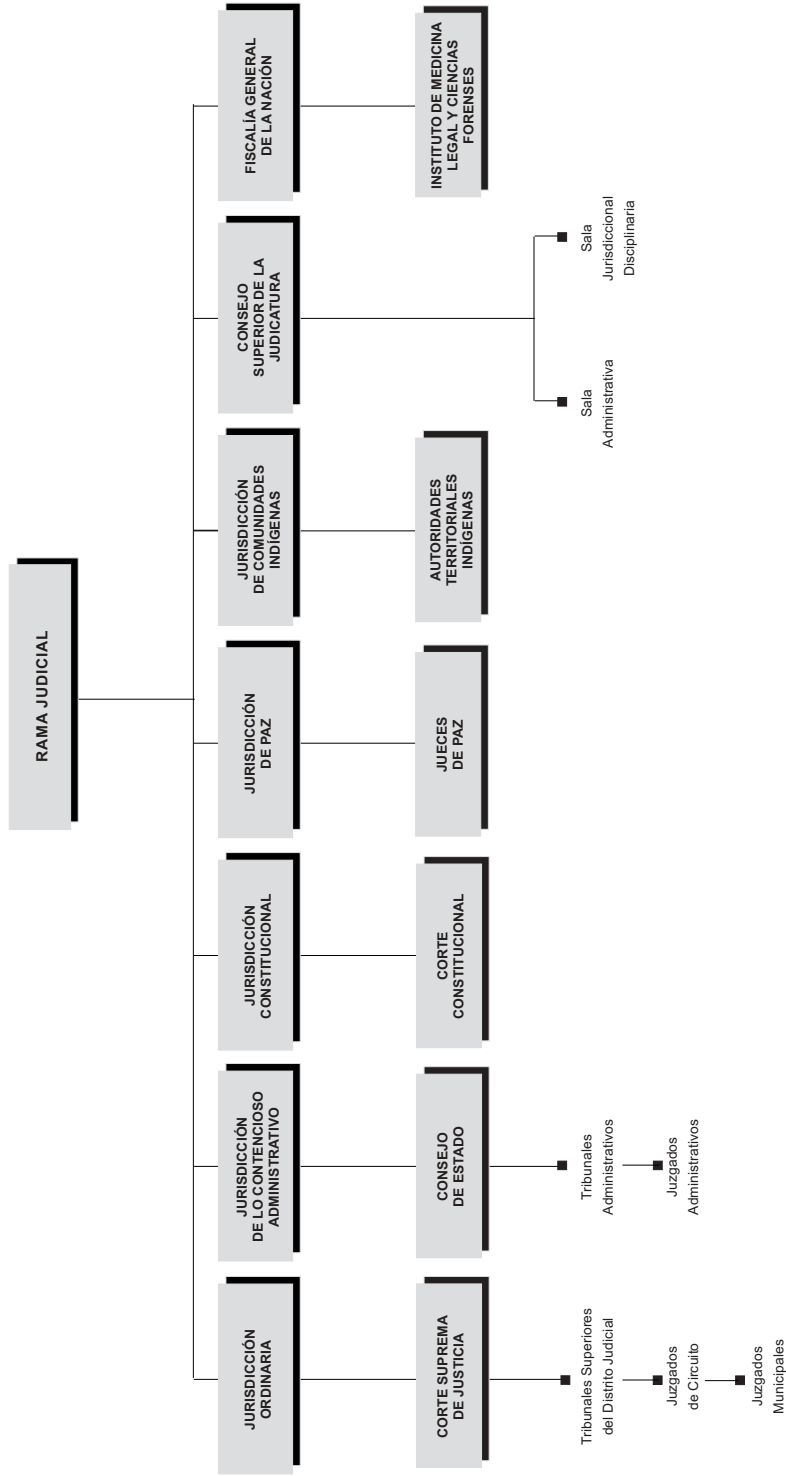 RAMA JUDICIAL
JURISDICCIÓN
ORDINARIA
JURISDICCIÓN
DE LO CONTENCIOSO
ADMINISTRATIVO
JURISDICCIÓN
CONSTITUCIONAL
JURISDICCIÓN
DE PAZ
JURISDICCIÓN
DE COMUNIDADES
INDÍGENAS
CONSEJO
SUPERIOR DE LA
JUDICATURA
FISCALÍA GENERAL
DE LA NACIÓN
CORTE SUPREMA
DE JUSTICIA
CONSEJO
DE ESTADO
CORTE
CONSTITUCIONAL
JUECES
DE PAZ
AUTORIDADES
TERRITORIALES
INDÍGENAS
INSTITUTO DE MEDICINA
LEGAL Y CIENCIAS
FORENSES
Tribunales Superiores
del Distrito Judicial
Juzgados
de Circuito
Juzgados
Municipales
Tribunales
Administrativos
Juzgados
Administrativos
Sala
Administrativa
Sala
Jurisdiccional
Disciplinaria